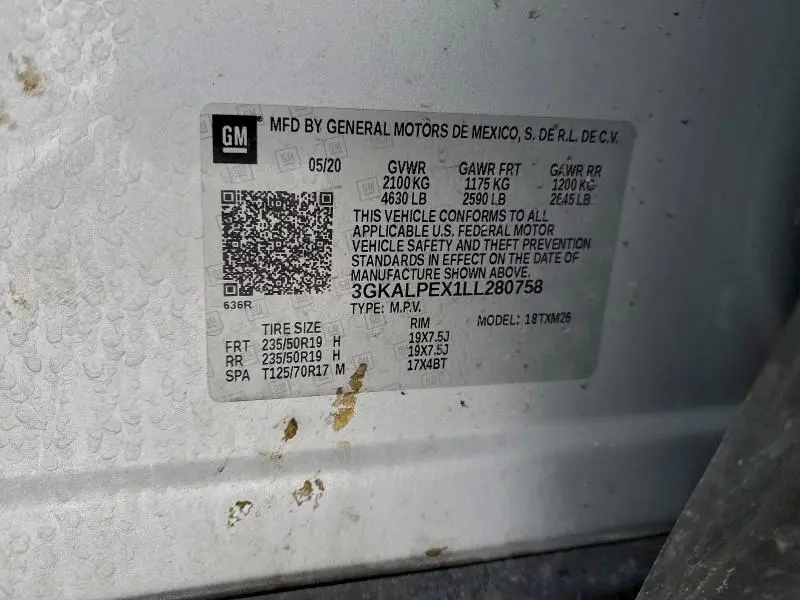 GM
MFD BY GENERAL MOTORS DE MEXICO, S. DE R.L. DE C.V.
05/20 GVWR GAWR FRT GAWR RR
2100 KG 1175 KG 1200 KG
4630 LB 2590 LB 2645 LB
THIS VEHICLE CONFORMS TO ALL
APPLICABLE U.S. FEDERAL MOTOR
VEHICLE SAFETY AND THEFT PREVENTION
STANDARDS IN EFFECT ON THE DATE OF
MANUFACTURE SHOWN ABOVE.
3GKALPEX1LL280758
636R
TYPE: M.P.V.
MODEL: 18TXM26
TIRE SIZE RIM
FRT 235/50R19 H 19X7.5J
RR 235/50R19 H 19X7.5J
SPA T125/70R17 M 17X4BT